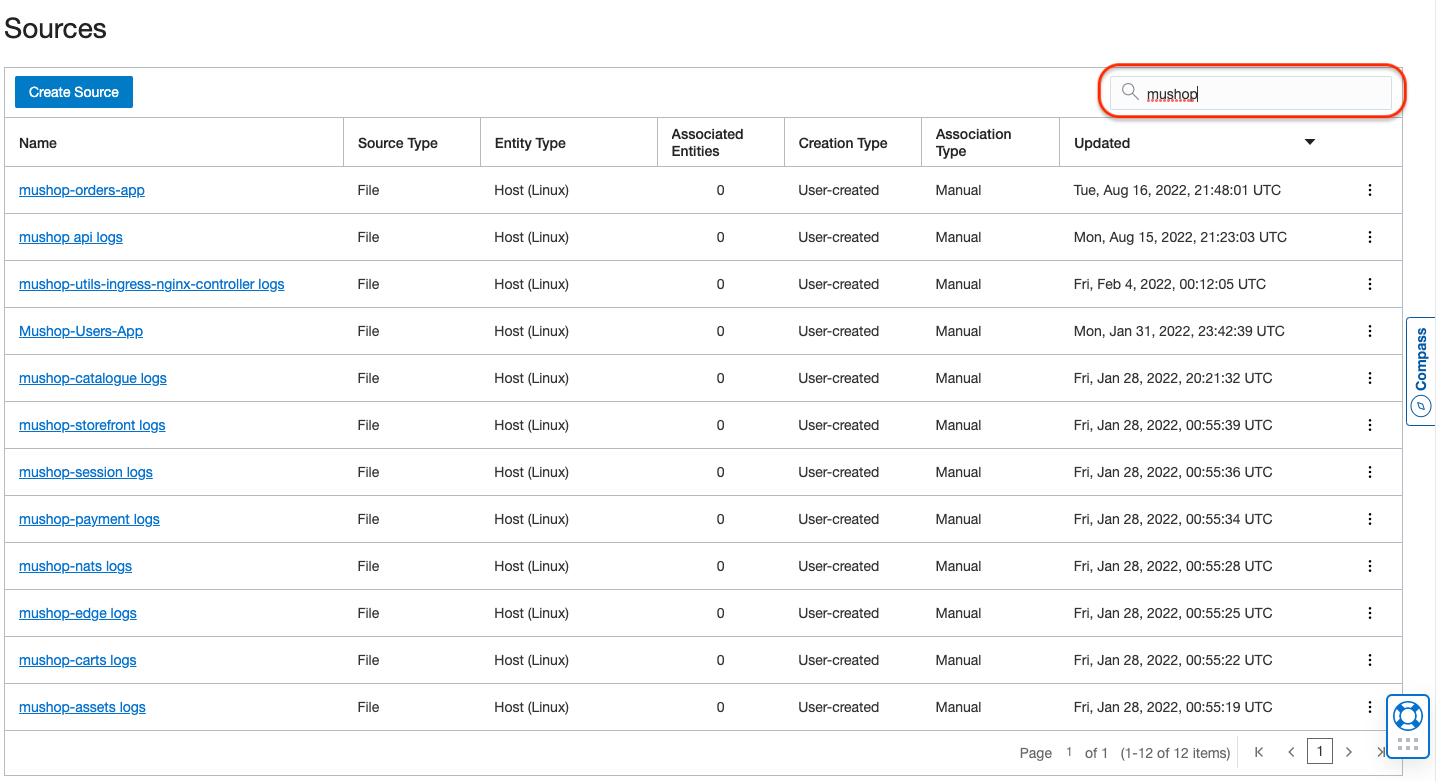 Sources
Create Source
mushop
Name Source Type Entity Type Associated Entities Creation Type Association Type Updated
mushop-orders-app File Host (Linux) 0 User-created Manual Tue, Aug 16, 2022, 21:48:01 UTC
mushop api logs File Host (Linux) 0 User-created Manual Mon, Aug 15, 2022, 21:23:03 UTC
mushop-utils-ingress-nginx-controller logs File Host (Linux) 0 User-created Manual Fri, Feb 4, 2022, 00:12:05 UTC
Mushop-Users-App File Host (Linux) 0 User-created Manual Mon, Jan 31, 2022, 23:42:39 UTC
mushop-catalogue logs File Host (Linux) 0 User-created Manual Fri, Jan 28, 2022, 20:21:32 UTC
mushop-storefront logs File Host (Linux) 0 User-created Manual Fri, Jan 28, 2022, 00:55:39 UTC
mushop-session logs File Host (Linux) 0 User-created Manual Fri, Jan 28, 2022, 00:55:36 UTC
mushop-payment logs File Host (Linux) 0 User-created Manual Fri, Jan 28, 2022, 00:55:34 UTC
mushop-nats logs File Host (Linux) 0 User-created Manual Fri, Jan 28, 2022, 00:55:28 UTC
mushop-edge logs File Host (Linux) 0 User-created Manual Fri, Jan 28, 2022, 00:55:25 UTC
mushop-carts logs File Host (Linux) 0 User-created Manual Fri, Jan 28, 2022, 00:55:22 UTC
mushop-assets logs File Host (Linux) 0 User-created Manual Fri, Jan 28, 2022, 00:55:19 UTC
Page 1 of 1 (1-12 of 12 items) 1
Compass